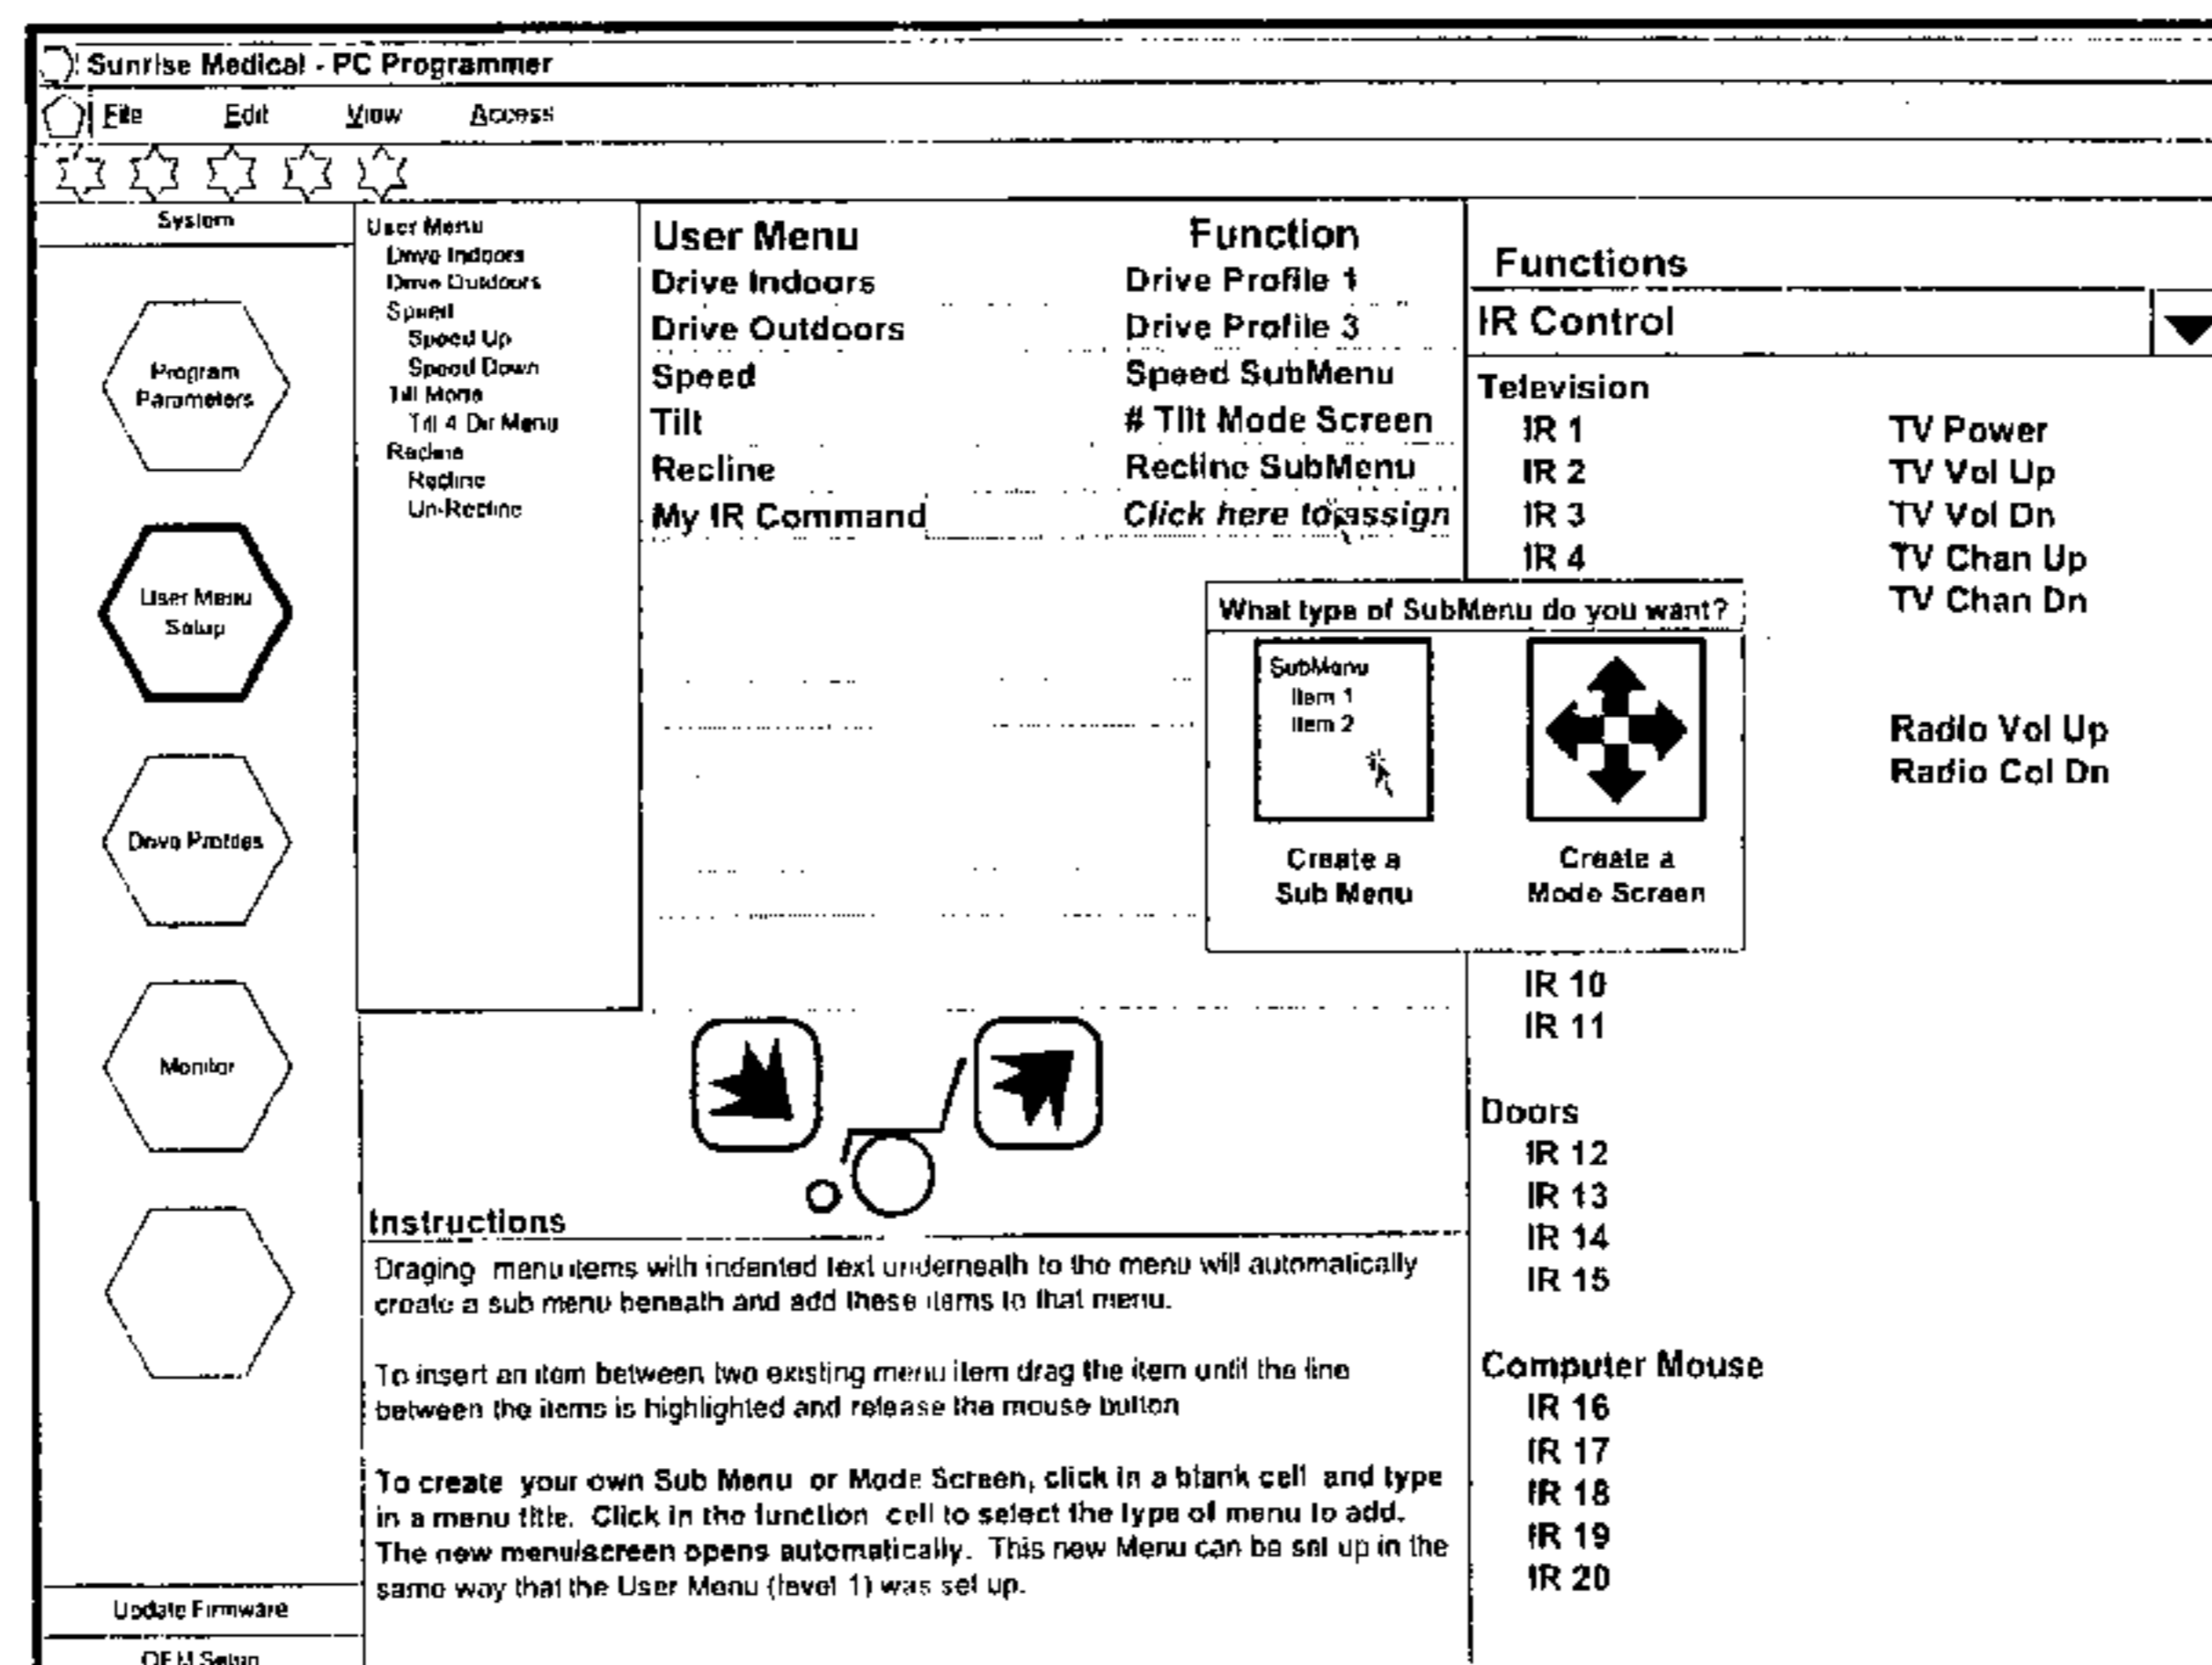 Sunrise Medical - PC Programmer
File Edit View Access
System
Program
Parameters
User Menu
Setup
Drive Profiles
Monitor
Update Firmware
OEM Setup
User Menu
Drive Indoors
Drive Outdoors
Speed
Speed Up
Speed Down
Tilt Mode
Tilt 4 Dir Menu
Recline
Recline
Un-Recline
User Menu Function
Drive Indoors Drive Profile 1
Drive Outdoors Drive Profile 3
Speed Speed SubMenu
Tilt # Tilt Mode Screen
Recline Recline SubMenu
My IR Command Click here to assign
What type of SubMenu do you want?
SubMenu
Item 1
Item 2
Create a
Sub Menu
Create a
Mode Screen
Functions
IR Control
Television
IR 1 TV Power
IR 2 TV Vol Up
IR 3 TV Vol Dn
IR 4 TV Chan Up
TV Chan Dn
Radio Vol Up
Radio Col Dn
IR 10
IR 11
Doors
IR 12
IR 13
IR 14
IR 15
Computer Mouse
IR 16
IR 17
IR 18
IR 19
IR 20
Instructions
Draging menu items with indented text underneath to the menu will automatically
create a sub menu beneath and add these items to that menu.
To insert an item between two existing menu item drag the item until the line
between the items is highlighted and release the mouse button
To create your own Sub Menu or Mode Screen, click in a blank cell and type
in a menu title. Click in the function cell to select the type of menu to add.
The new menu/screen opens automatically. This new Menu can be set up in the
same way that the User Menu (level 1) was set up.